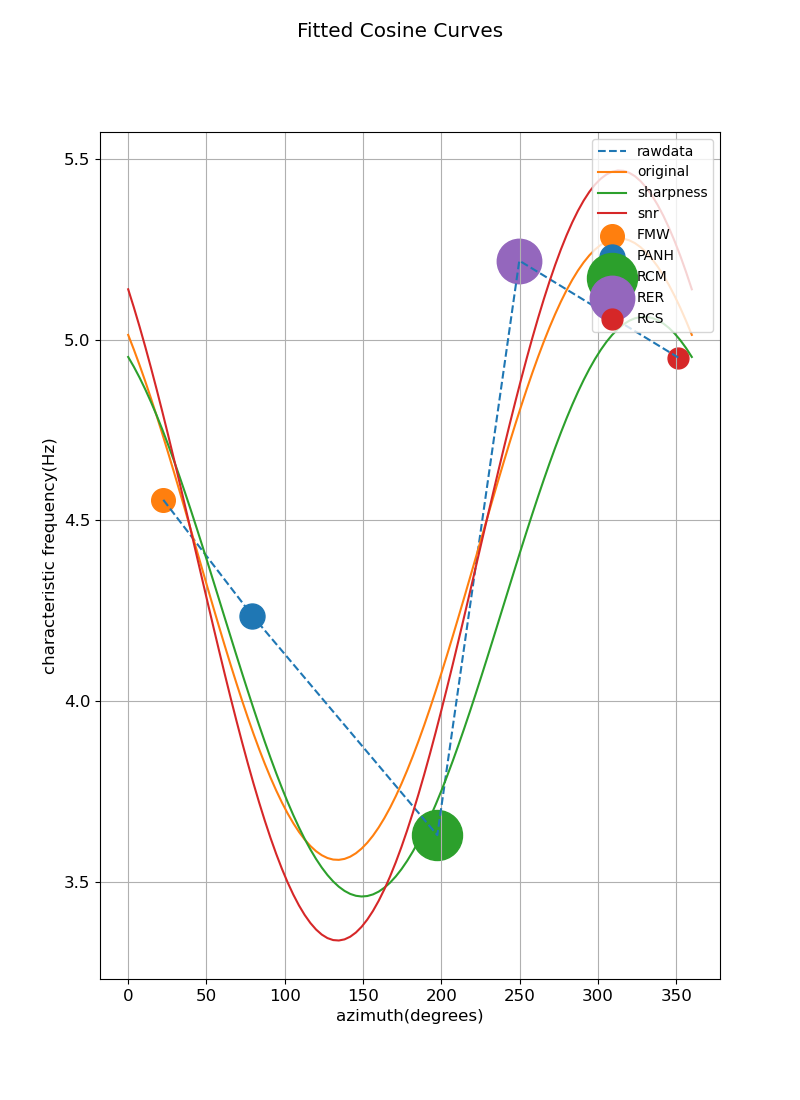 Fitted Cosine Curves
5.5
5.0
4.5
4.0
3.5
characteristic frequency(Hz)
rawdata
original
sharpness
snr
FMW
PANH
RCM
RER
RCS
0 50 100 150 200 250 300 350
azimuth(degrees)